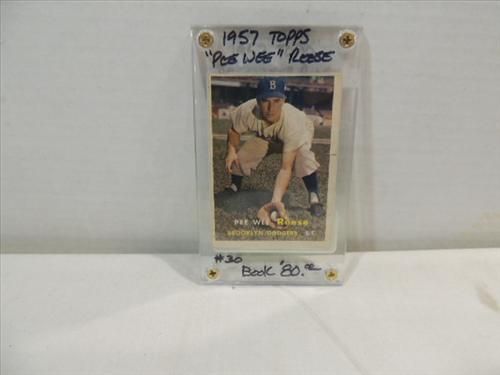 1957 TOPPS
"PEE WEE" REESE
B
PEE WEE Reese
BROOKLYN DODGERS S.S.
#30
Book $80.00